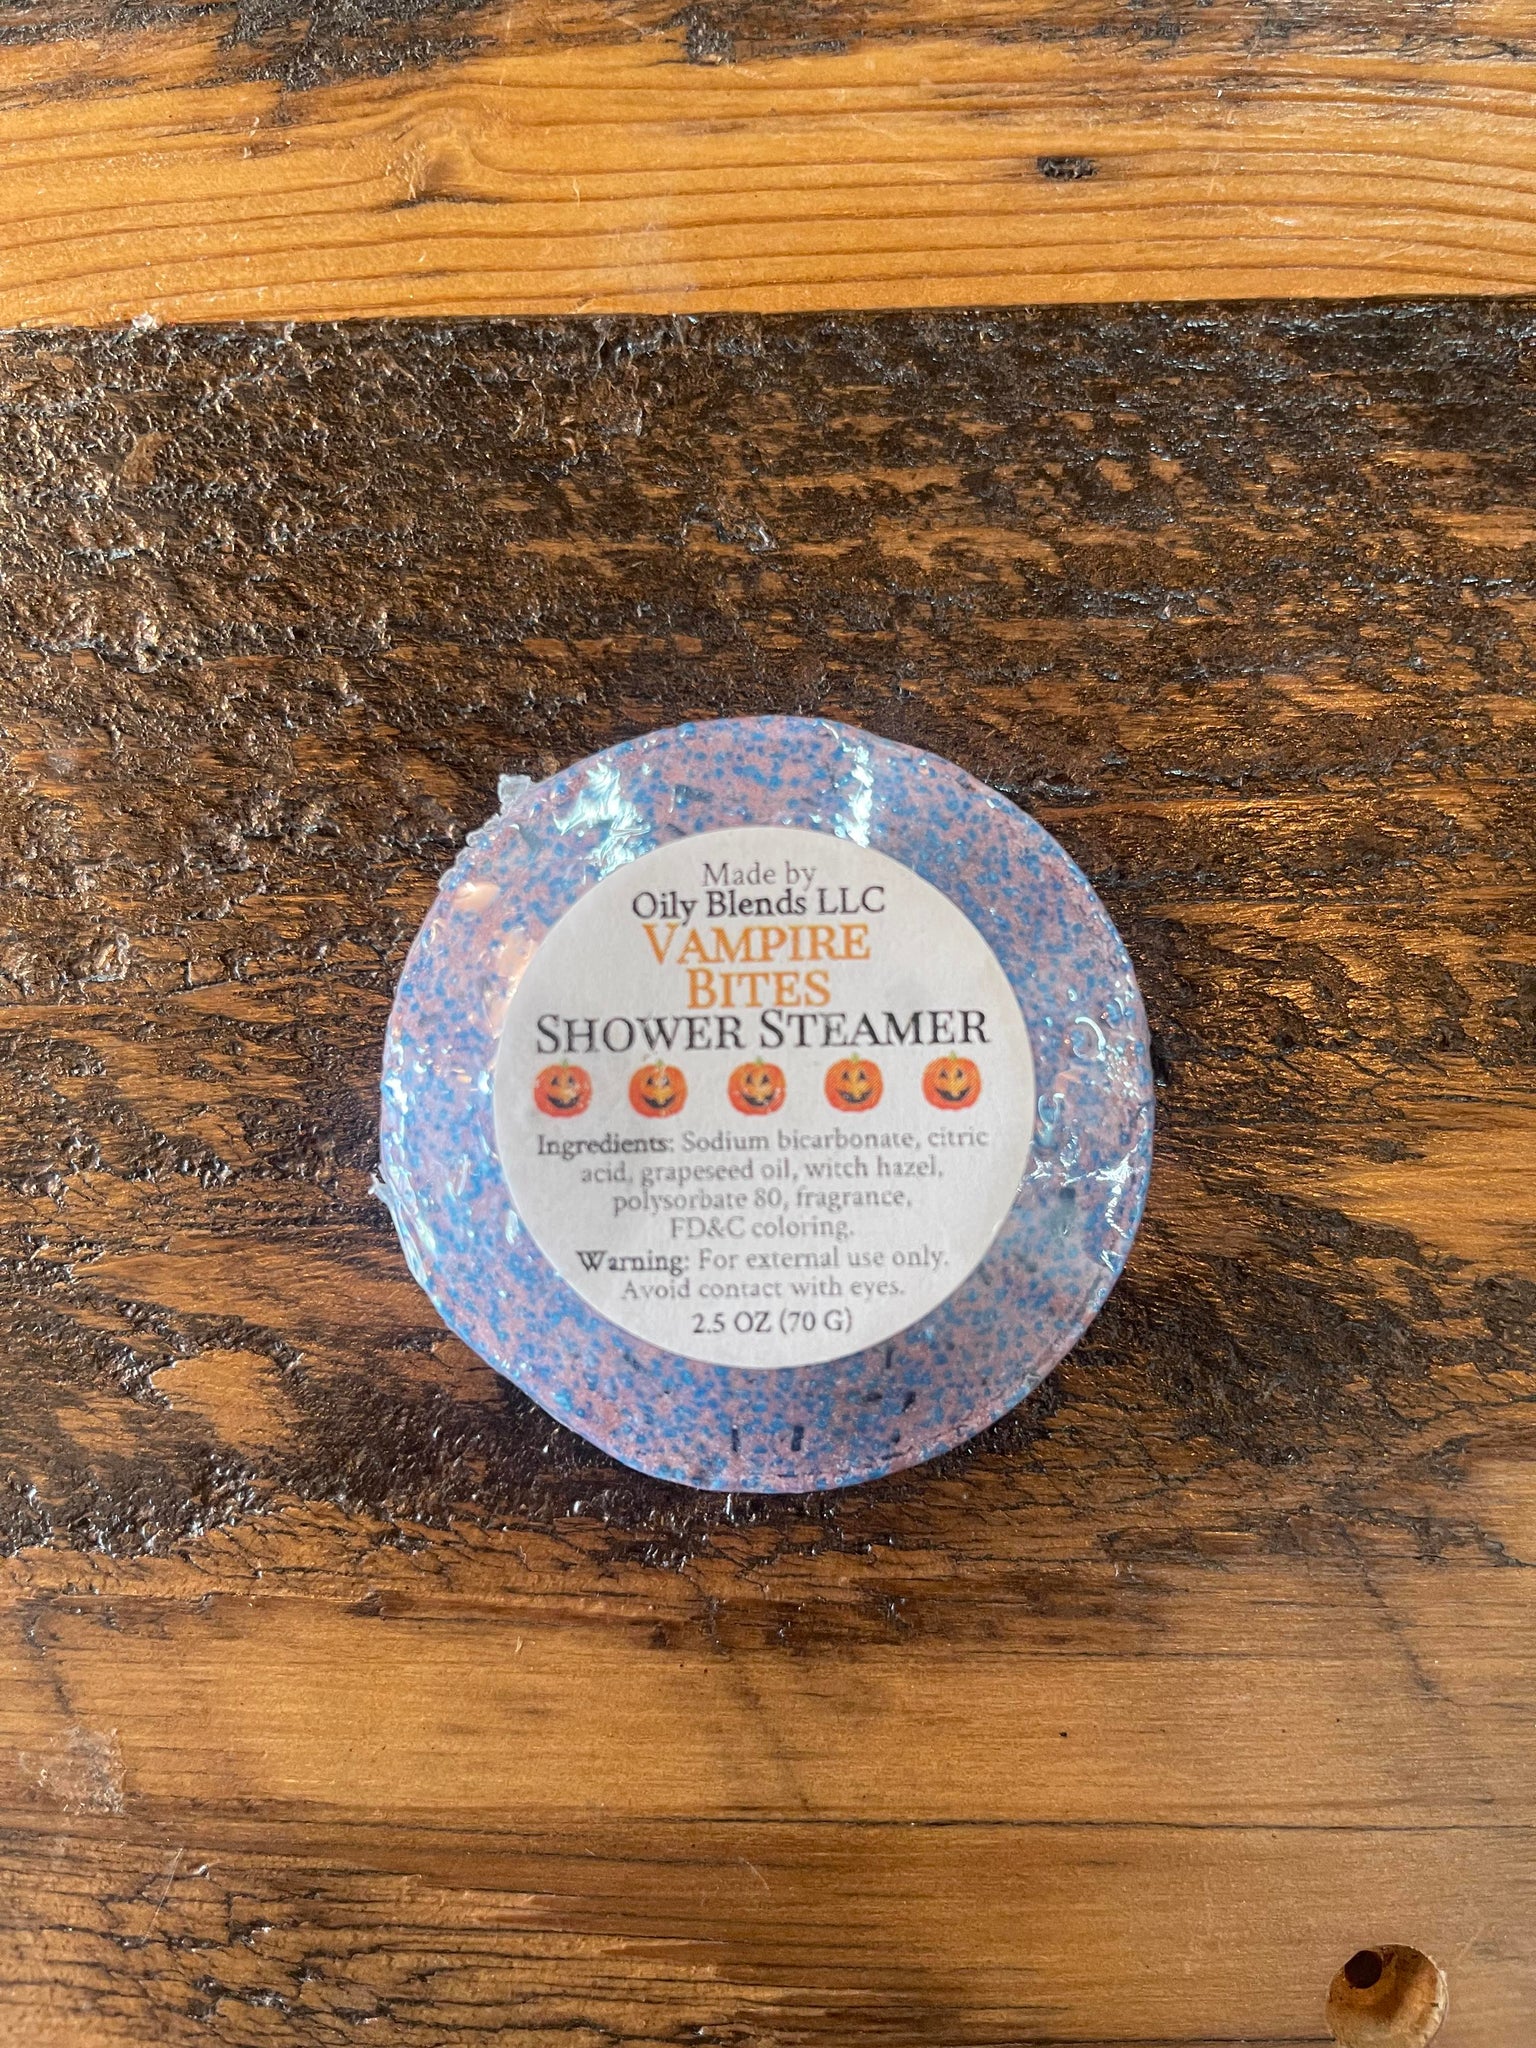 Made by
Oily Blends LLC
VAMPIRE
BITES
SHOWER STEAMER
Ingredients: Sodium bicarbonate, citric
acid, grapeseed oil, witch hazel,
polysorbate 80, fragrance,
FD&C coloring.
Warning: For external use only.
Avoid contact with eyes.
2.5 OZ (70 G)